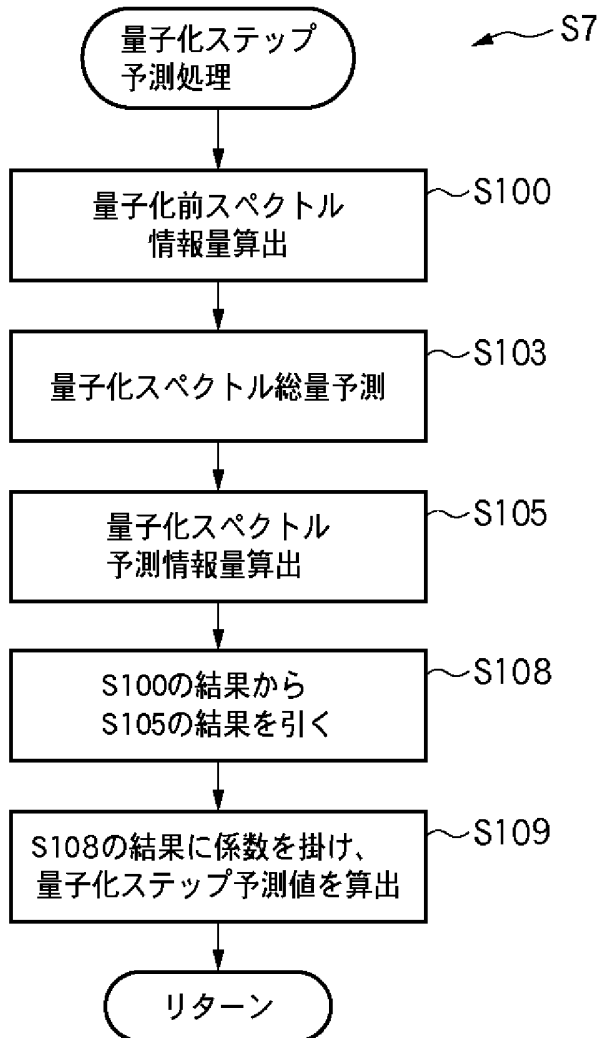 量子化ステップ
予測処理
S7
量子化前スペクトル
情報量算出
S100
量子化スペクトル総量予測
S103
量子化スペクトル
予測情報量算出
S105
S100の結果から
S105の結果を引く
S108
S108の結果に係数を掛け、
量子化ステップ予測値を算出
S109
リターン